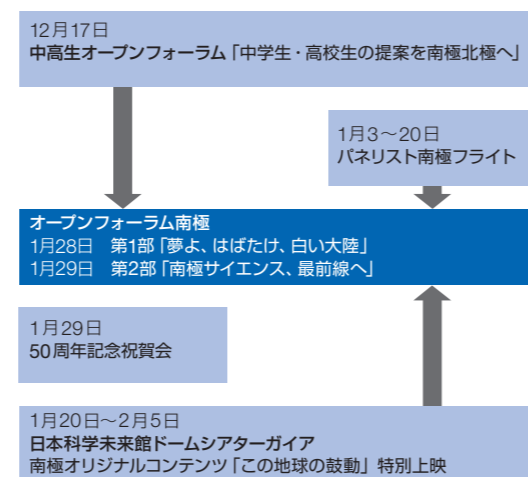 12月17日
中高生オープンフォーラム「中学生・高校生の提案を南極北極へ」
1月3〜20日
パネリスト南極フライト
オープンフォーラム南極
1月28日　第1部「夢よ、はばたけ、白い大陸」
1月29日　第2部「南極サイエンス、最前線へ」
1月29日
50周年記念祝賀会
1月20日〜2月5日
日本科学未来館ドームシアターガイア
南極オリジナルコンテンツ「この地球の鼓動」特別上映